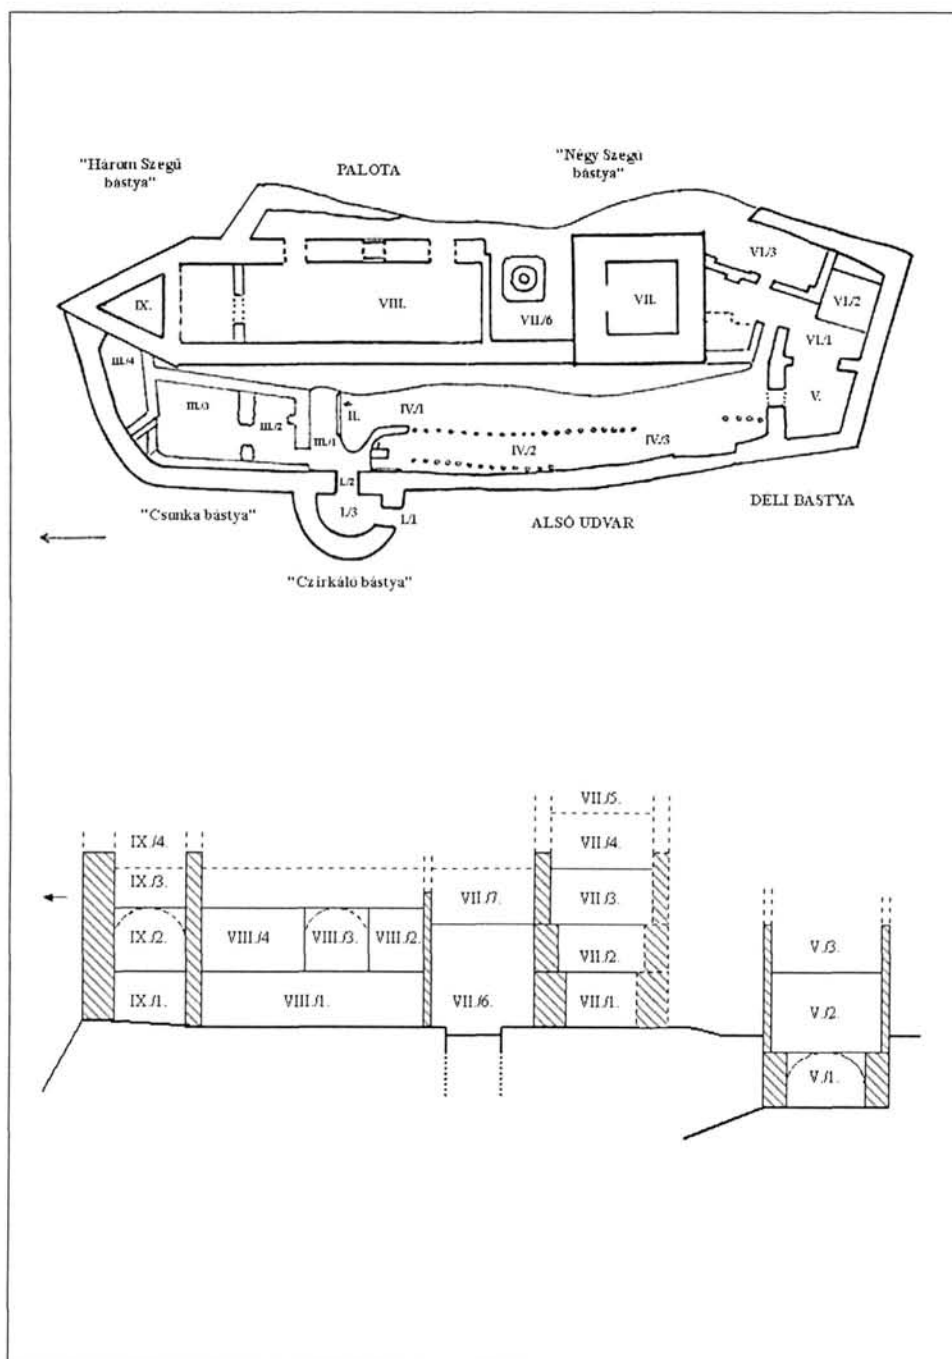 "Három Szegű
bástya"
PALOTA
"Négy Szegű
bástya"
VI./3
IX.
VIII.
VII./6
VII.
VI./2
VI./1
III./4
III./3
III./2
III./1
II.
IV./1
IV./2
IV./3
V.
I./2
I./3
I./1
"Csonka bástya"
ALSÓ UDVAR
DÉLI BÁSTYA
"Czirkáló bástya"
VII./5.
IX./4.
VII./4.
IX./3.
VII./7.
VII./3.
IX./2.
VIII./4
VIII./3.
VIII./2.
VII./2.
V./3.
IX./1.
VIII./1.
VII./6.
VII./1.
V./2.
V./1.